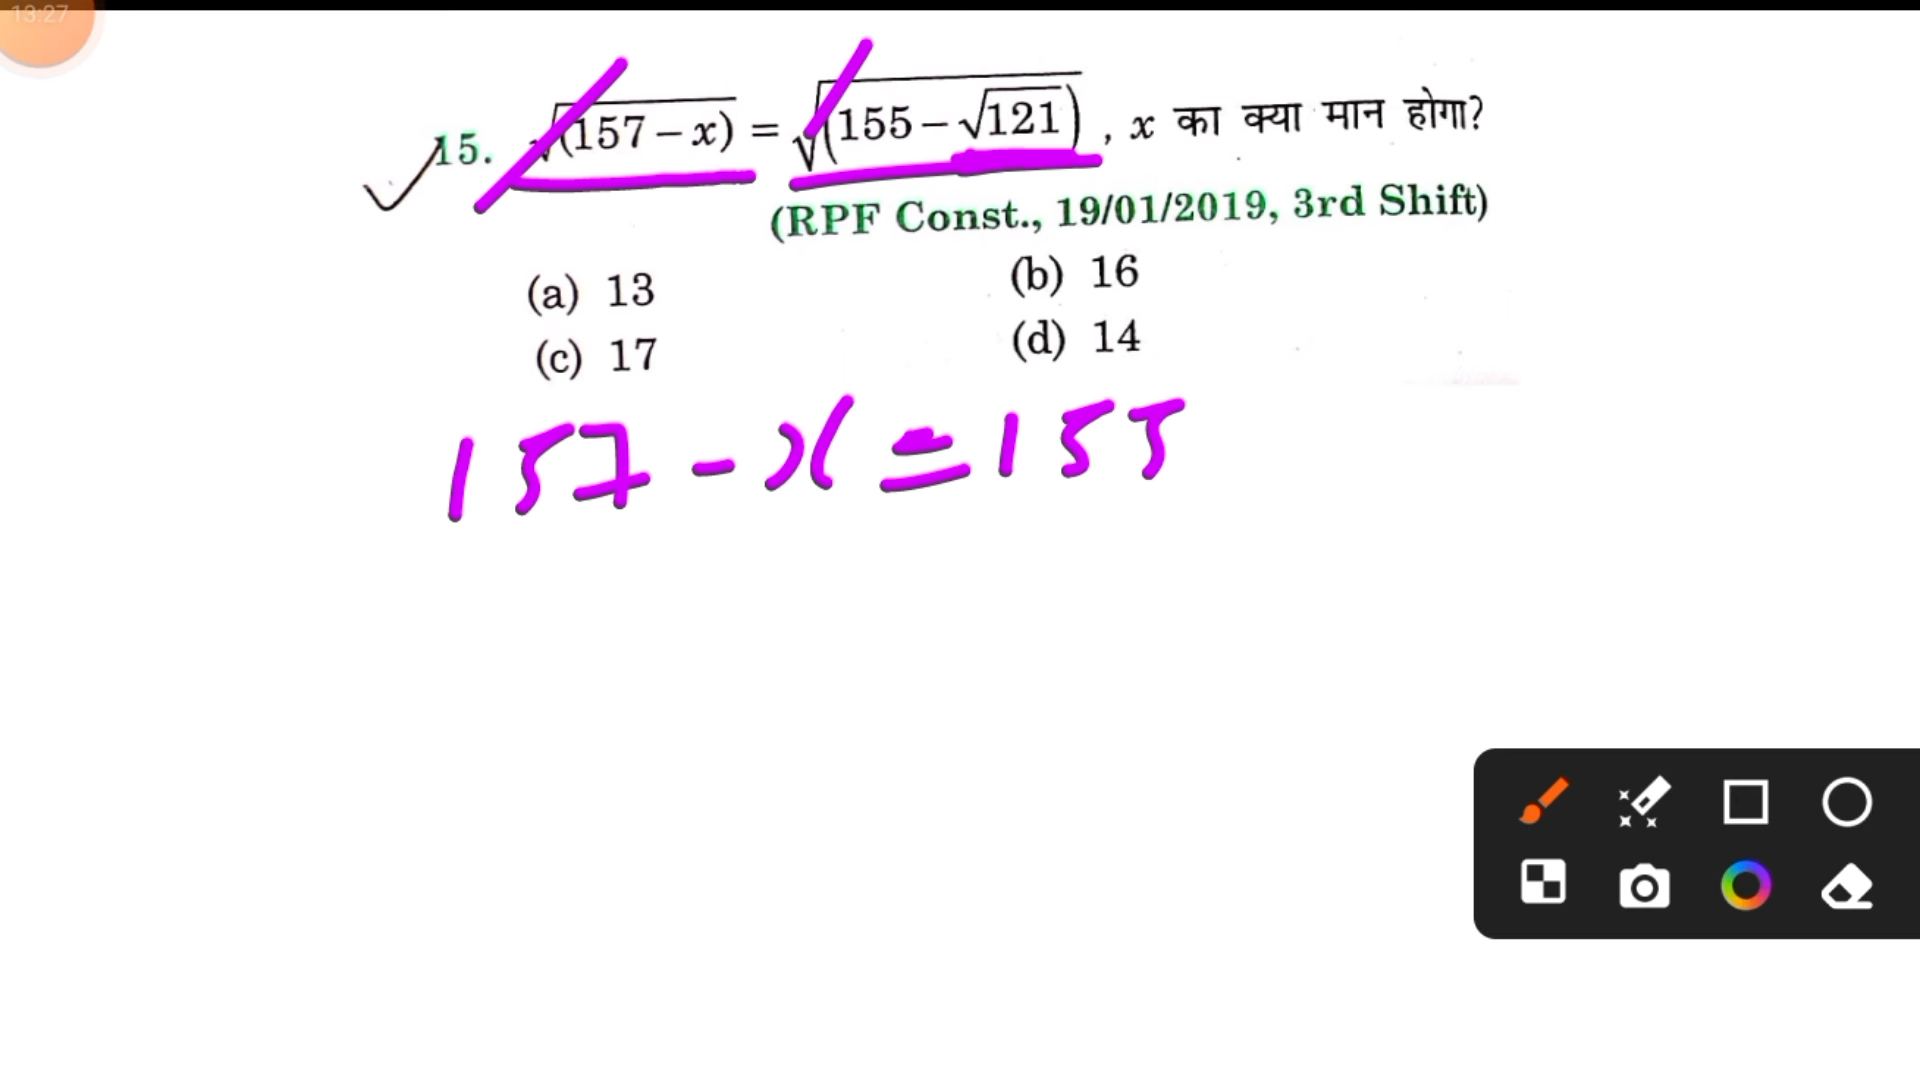 13:27
15. √(157 – x) = √(155 – √121) , x का क्या मान होगा?
(RPF Const., 19/01/2019, 3rd Shift)
(a) 13 (b) 16
(c) 17 (d) 14
157 - x = 155